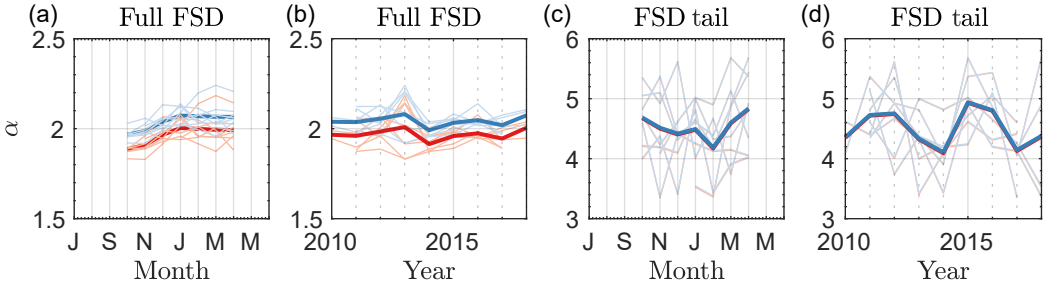 (a) Full FSD (b) Full FSD (c) FSD tail (d) FSD tail
2.5 2.5 6 6
5 5
α 2 2
4 4
1.5 1.5 3 3
J S N J M M 2010 2015 J S N J M M 2010 2015
Month Year Month Year